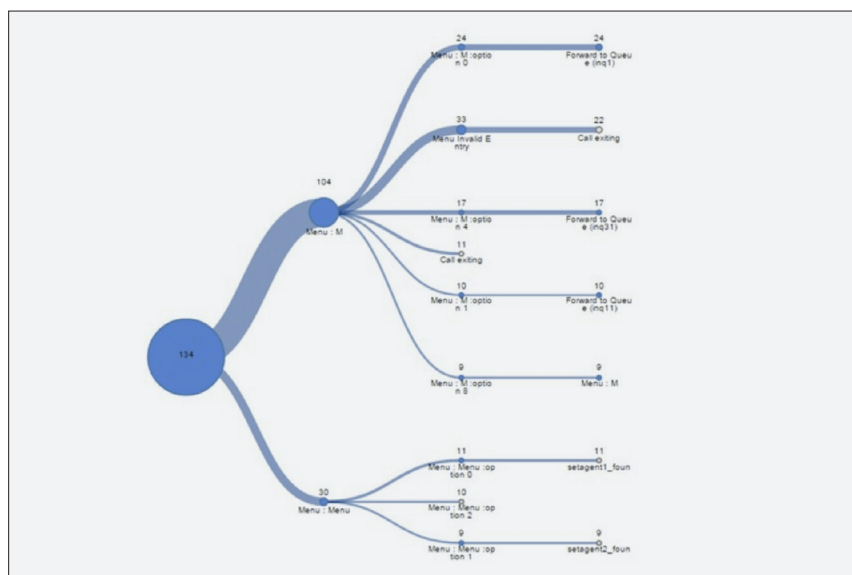 24
Menu : M :optio
n 0
24
Forward to Queu
e (inq1)
33
Menu Invalid E
ntry
22
Call exiting
104
Menu : M
17
Menu : M :optio
n 4
17
Forward to Queu
e (inq31)
11
Call exiting
10
Menu : M :optio
n 1
10
Forward to Queu
e (inq11)
134
9
Menu : M :optio
n 8
9
Menu : M
30
Menu : Menu
11
Menu : Menu :op
tion 0
11
setagent1_foun
10
Menu : Menu :op
tion 2
9
Menu : Menu :op
tion 1
9
setagent2_foun